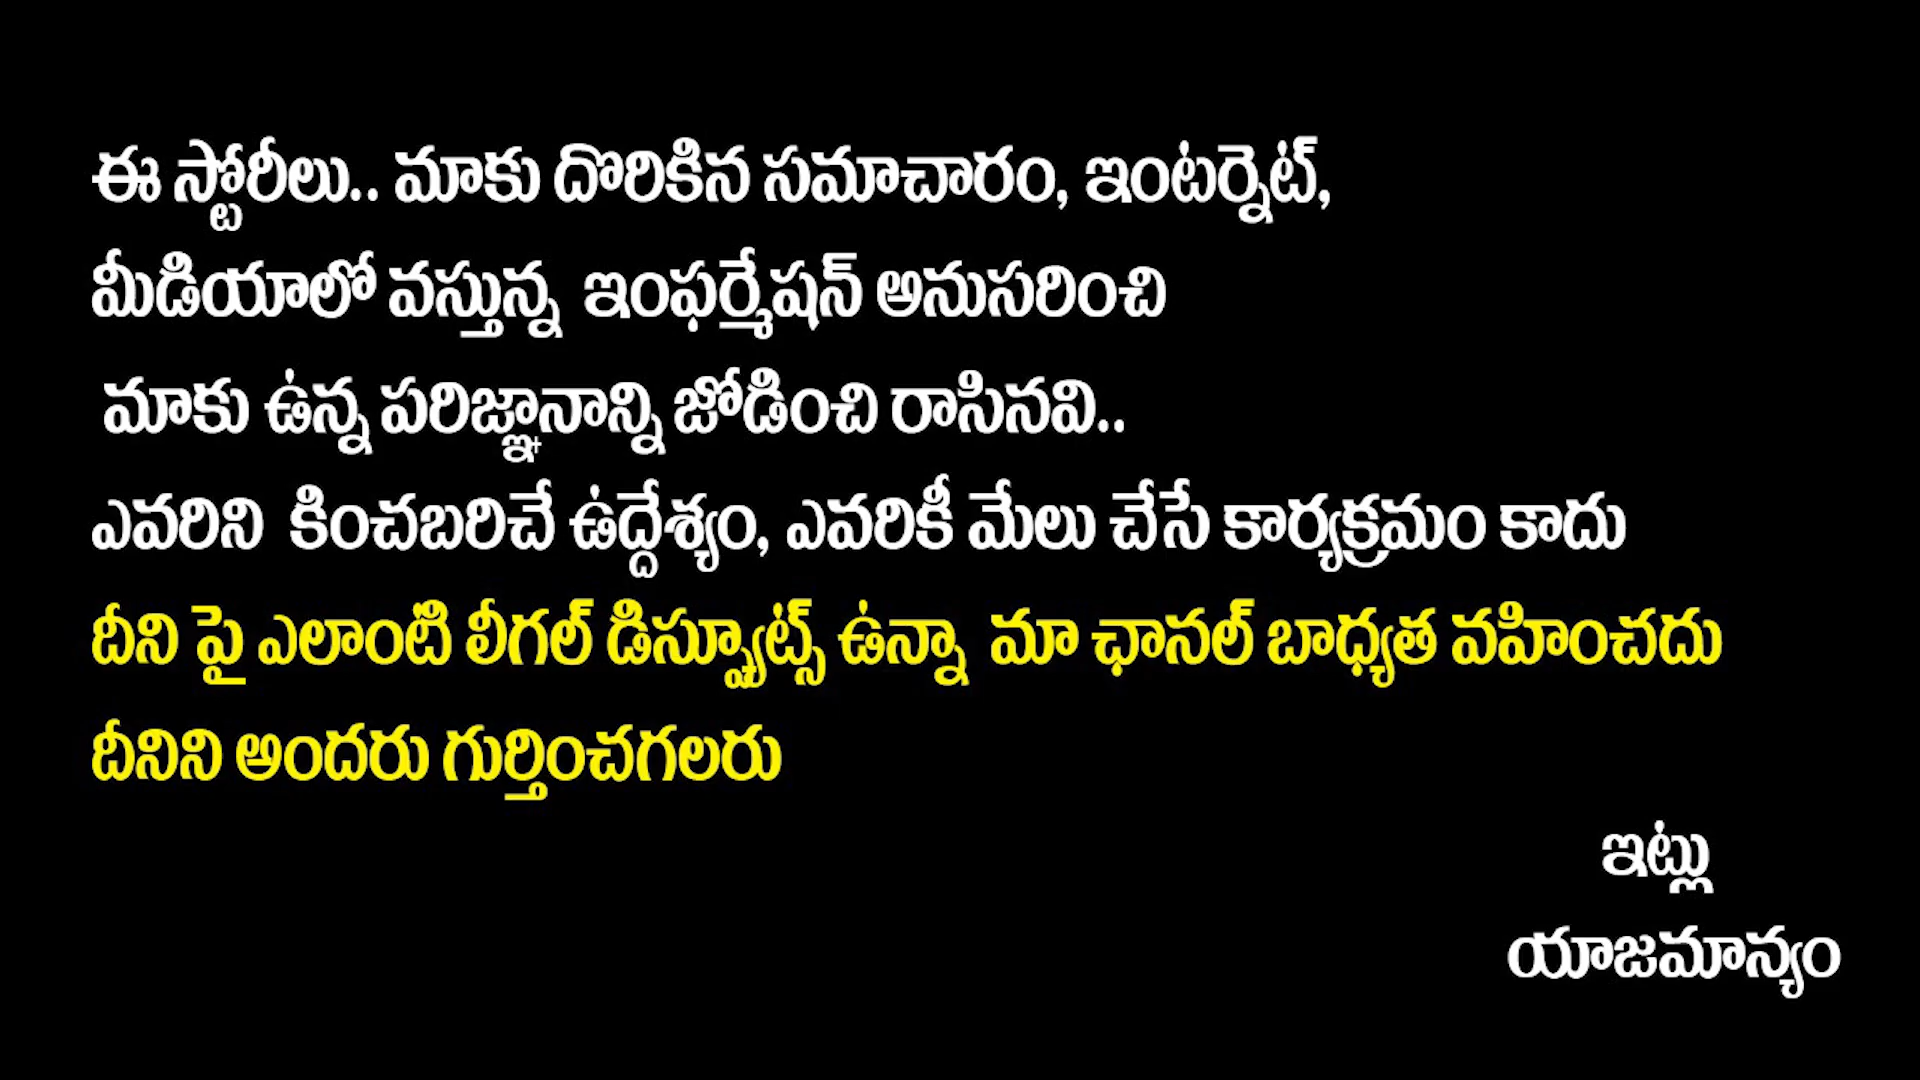 ఈ స్టోరీలు.. మాకు దొరికిన సమాచారం, ఇంటర్నెట్,
మీడియాలో వస్తున్న ఇంఫర్మేషన్ అనుసరించి
మాకు ఉన్న పరిజ్ఞానాన్ని జోడించి రాసినవి..
ఎవరిని కించబరిచే ఉద్దేశ్యం, ఎవరికీ మేలు చేసే కార్యక్రమం కాదు
దీని పై ఎలాంటి లీగల్ డిస్ప్యూట్స్ ఉన్నా మా ఛానల్ బాధ్యత వహించదు
దీనిని అందరు గుర్తించగలరు
ఇట్లు
యాజమాన్యం